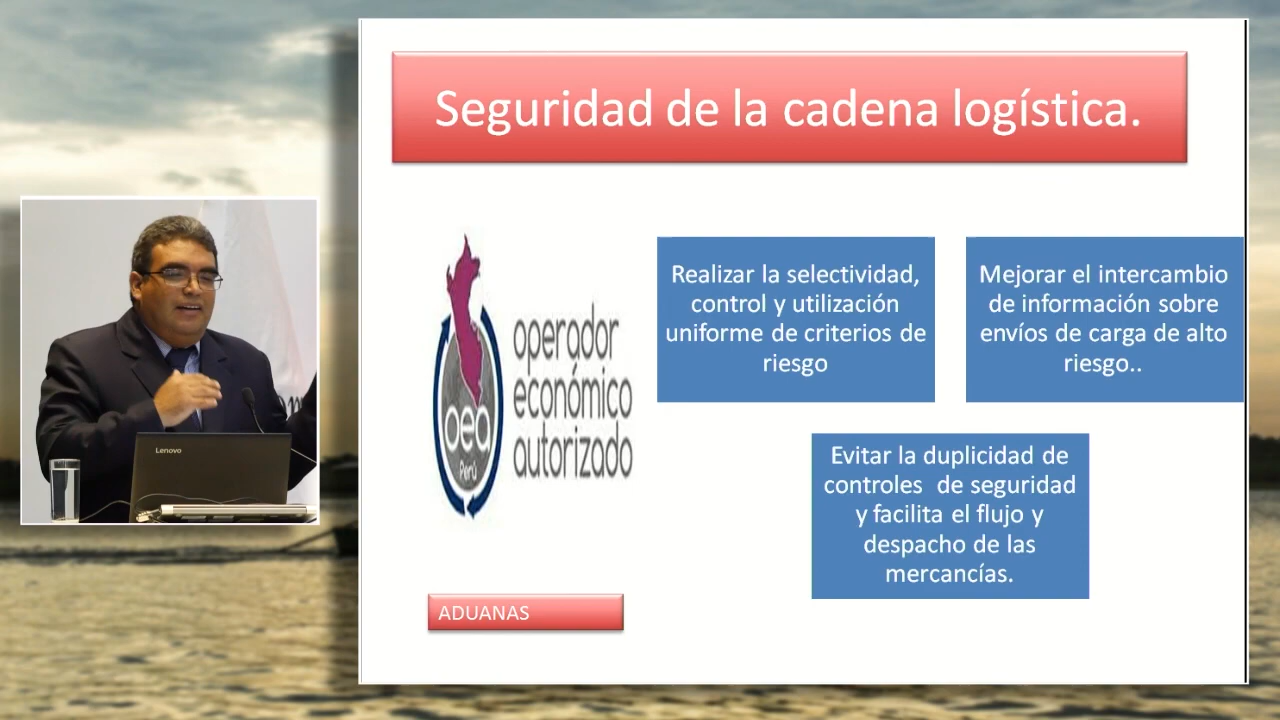 Seguridad de la cadena logística.
Realizar la selectividad,
control y utilización
uniforme de criterios de
riesgo
Mejorar el intercambio
de información sobre
envíos de carga de alto
riesgo..
operador
económico
autorizado
oea
Perú
Evitar la duplicidad de
controles  de seguridad
y facilita el flujo y
despacho de las
mercancías.
ADUANAS
Lenovo